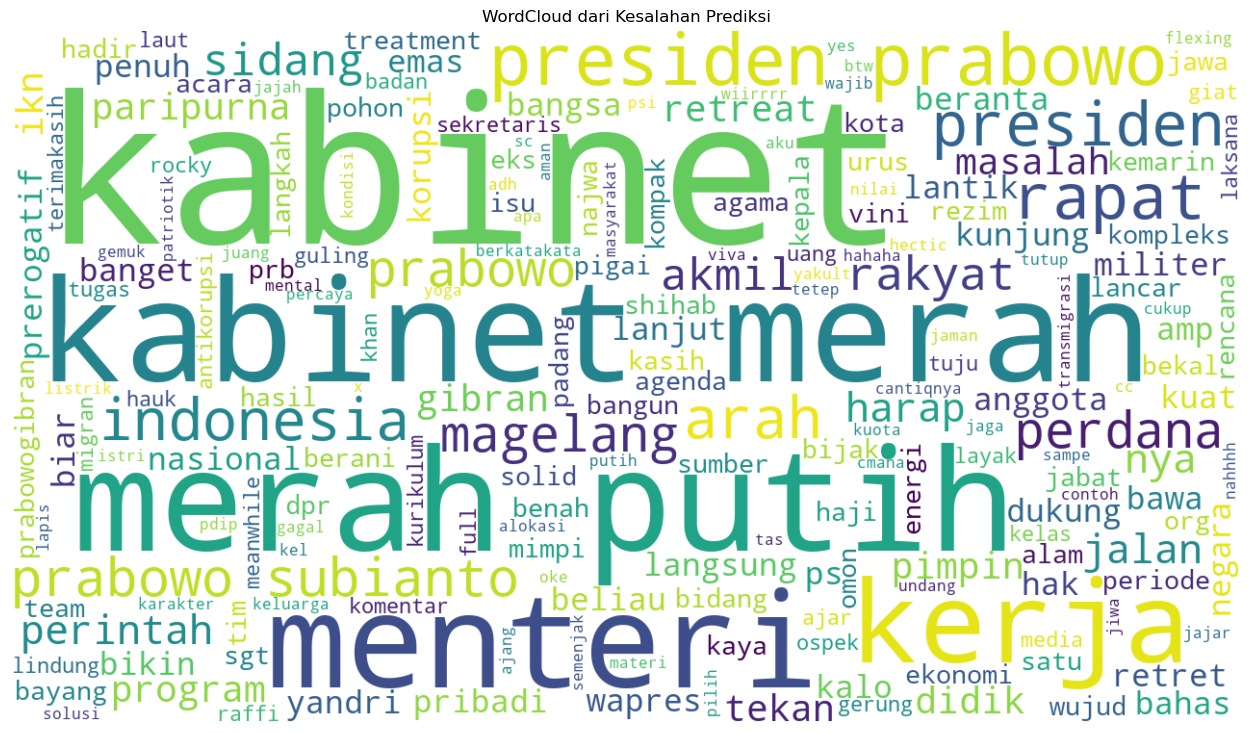 WordCloud dari Kesalahan Prediksi
hadir laut treatment presiden yes prabowo flexing
penuh sidang emas btw wajib jawa
acara jajah badan psi wiirrrr giat
ikn paripurna pohon korupsi bangsa retreat kota beranta presiden
kabinet sekretaris sc aku masalah kemarin laksana
terimakasih rocky langkah kondisi eks aman najwa kompak kepala urus lantik rapat
adh isu apa masyarakat agama vini nilai rezim
prerogatif patriotik gemuk juang berkatakata hectic kunjung kompleks
banget prb guling prabowo pigai akmil viva uang hahaha rakyat tutup militer
tugas antikorupsi mental percaya yoga yakult tetep lancar
kabinet merah khan shihab jaman transmigrasi cukup amp rencana
lanjut padang kasih tuju bekal
listrik hauk hasil x agenda cantiqnya cc kuat
prabowogibran biar migran indonesia gibran bangun arah kuota harap anggota
magelang jaga perdana
listri nasional berani kurikulum solid putih sumber bijak cmana energi layak sampe nya nahhhh
merah putih jabat contoh bawa
lapis pdip meanwhile gagal dpr full benah alokasi haji dukung org
kel mimpi tas kelas alam jalan
prabowo subianto oke langsung ps omon pimpin undang hak periode negara
team karakter keluarga komentar beliau bidang
perintah tim menteri ajang semenjak ajar kerja media jiwa jajar
lindung bikin sgt materi kaya ospek satu
bayang program yandri pribadi wapres pilih kalo ekonomi retret
solusi raffi tekan gerung didik wujud bahas